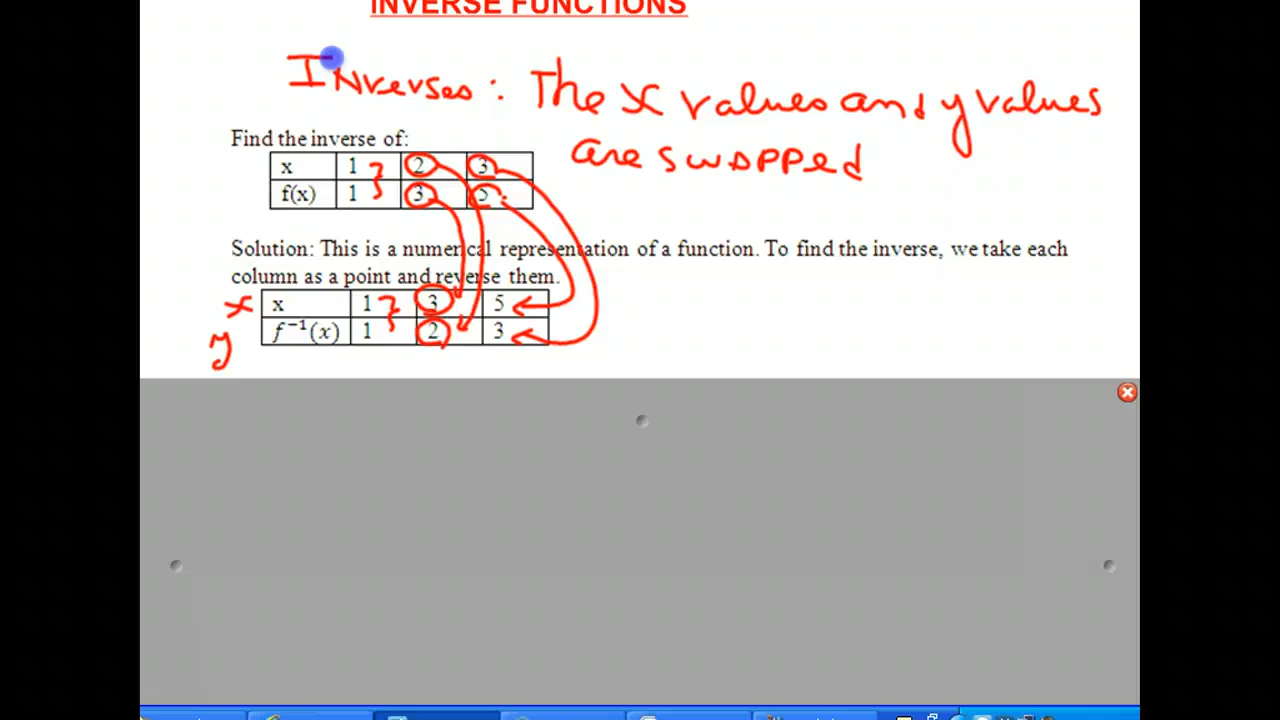 INVERSE FUNCTIONS
Inverses: The x values and y values
are swapped
Find the inverse of:
x 1 2 3
f(x) 1 3 5
Solution: This is a numerical representation of a function. To find the inverse, we take each
column as a point and reverse them.
x x 1 3 5
y f⁻¹(x) 1 2 3